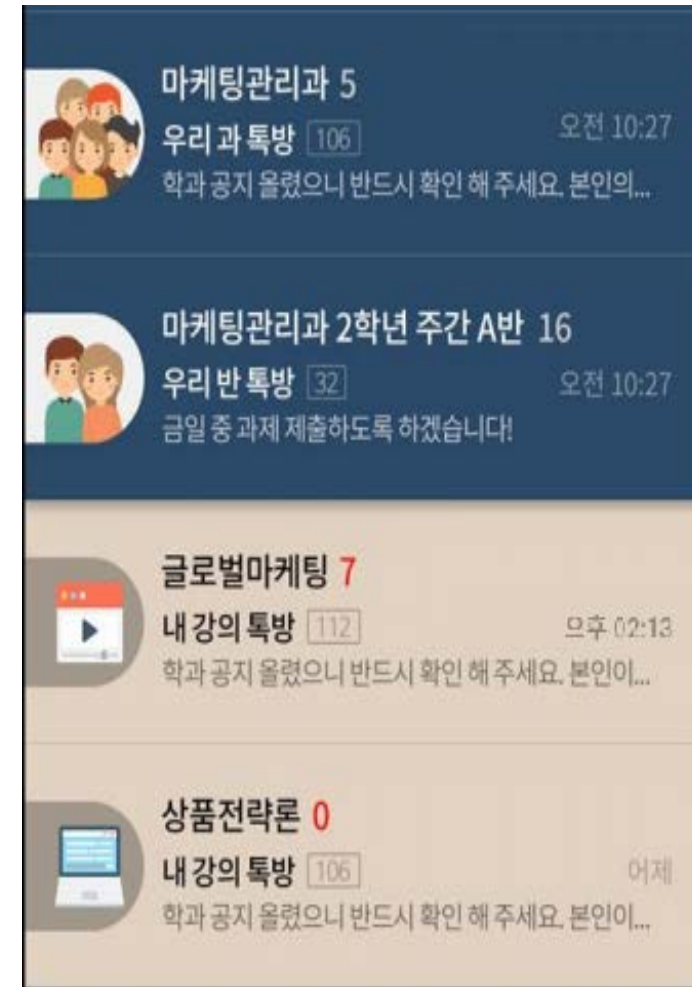 마케팅관리과 5
우리 과 톡방 106
오전 10:27
학과 공지 올렸으니 반드시 확인 해 주세요. 본인의...
마케팅관리과 2학년 주간 A반 16
우리 반 톡방 32
오전 10:27
금일 중 과제 제출하도록 하겠습니다!
글로벌마케팅 7
내 강의 톡방 112
오후 02:13
학과 공지 올렸으니 반드시 확인 해 주세요. 본인이...
상품전략론 0
내 강의 톡방 106
어제
학과 공지 올렸으니 반드시 확인 해 주세요. 본인이...